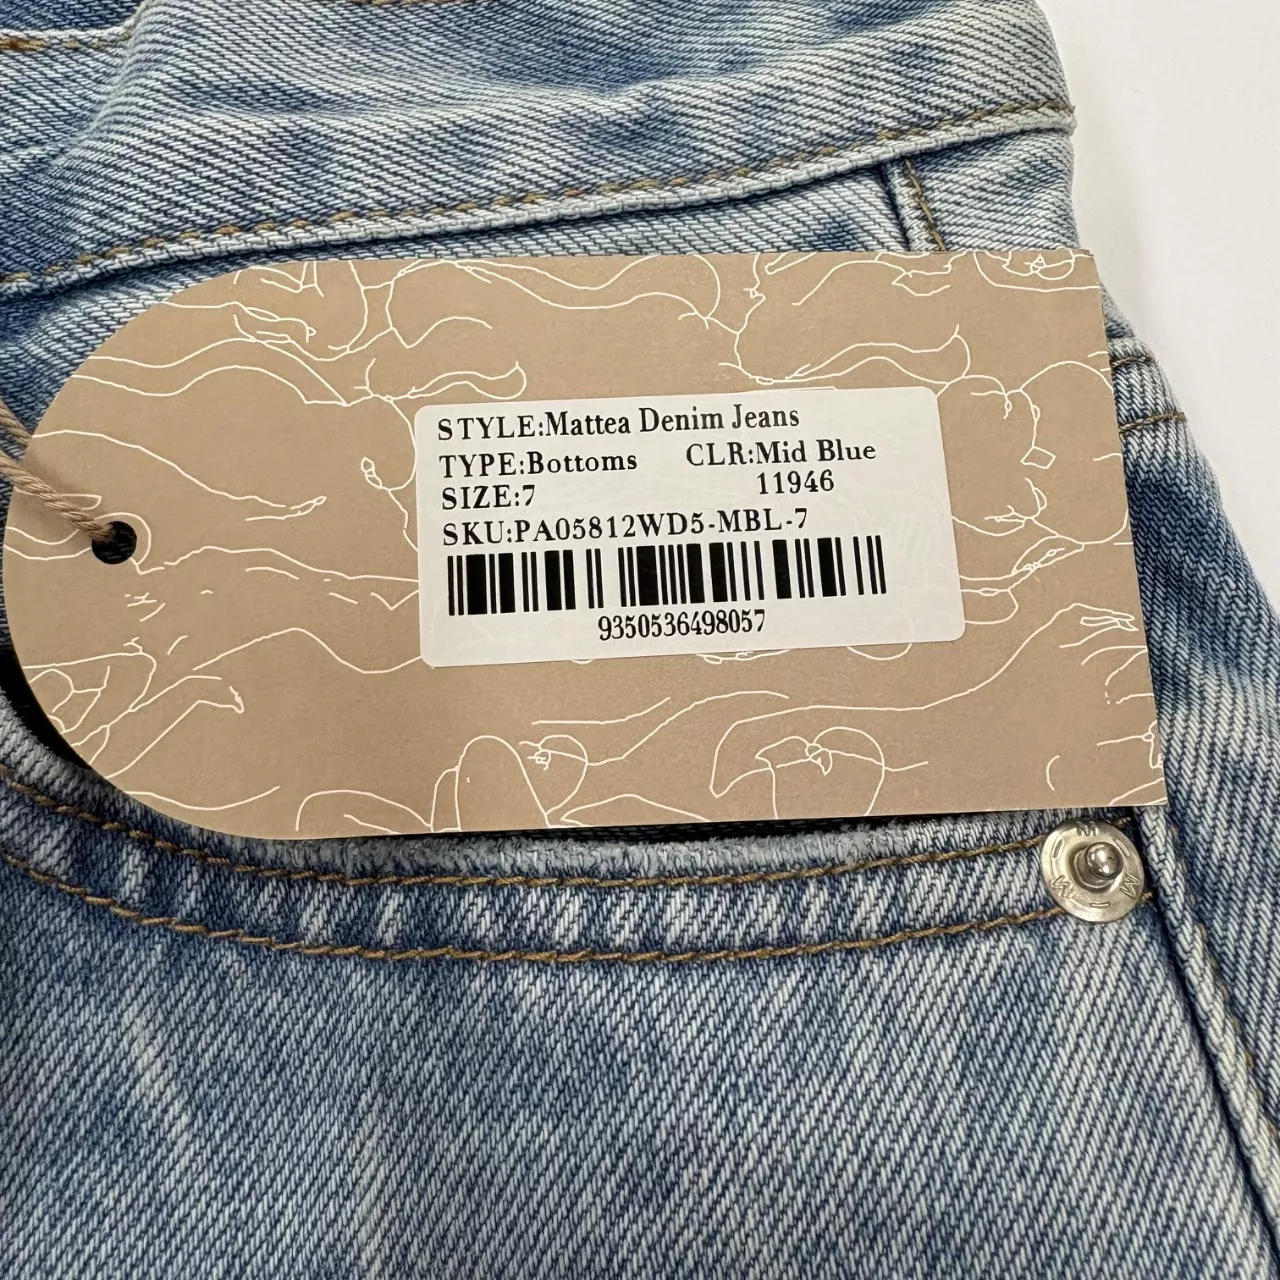 STYLE:Mattea Denim Jeans
TYPE:Bottoms CLR:Mid Blue
SIZE:7 11946
SKU:PA05812WD5-MBL-7
9350536498057